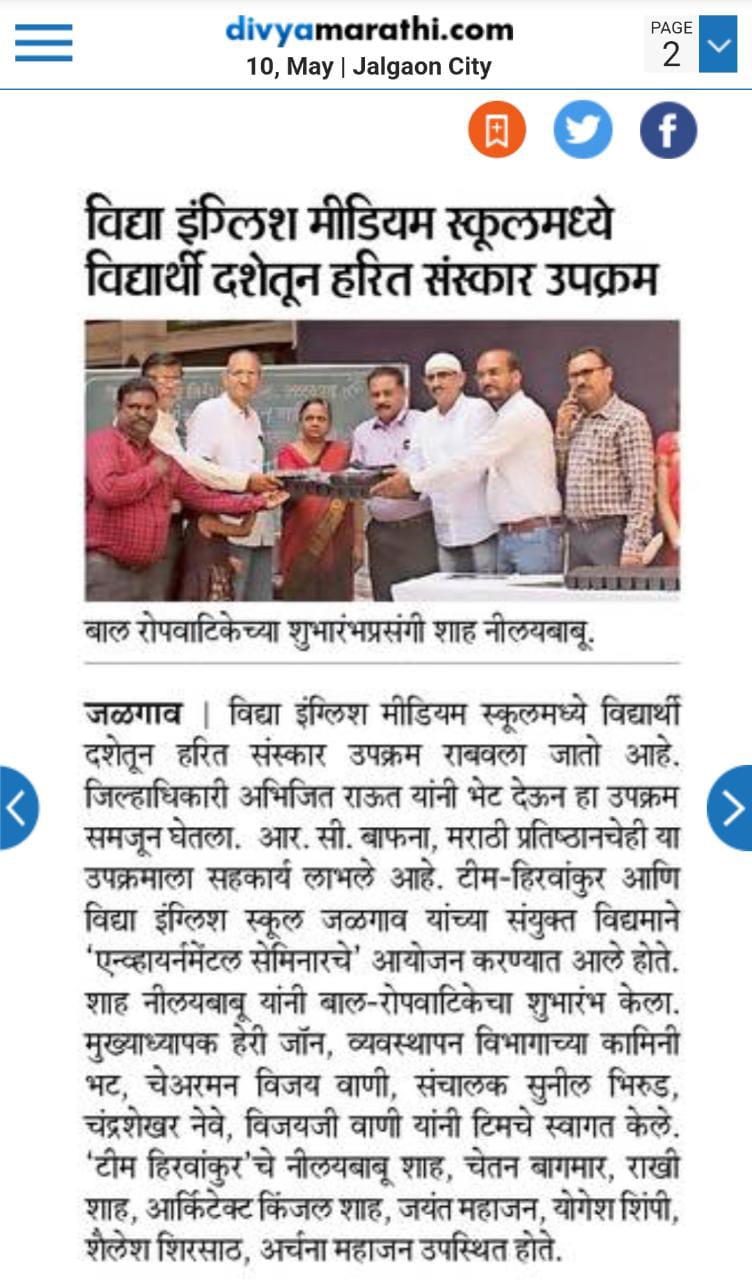 divyamarathi.com
10, May | Jalgaon City
PAGE
2
विद्या इंग्लिश मीडियम स्कूलमध्ये
विद्यार्थी दशेतून हरित संस्कार उपक्रम
बाल रोपवाटिकेच्या शुभारंभप्रसंगी शाह नीलयबाबू.
जळगाव | विद्या इंग्लिश मीडियम स्कूलमध्ये विद्यार्थी
दशेतून हरित संस्कार उपक्रम राबवला जातो आहे.
जिल्हाधिकारी अभिजित राऊत यांनी भेट देऊन हा उपक्रम
समजून घेतला. आर. सी. बाफना, मराठी प्रतिष्ठानचेही या
उपक्रमाला सहकार्य लाभले आहे. टीम-हिरवांकुर आणि
विद्या इंग्लिश स्कूल जळगाव यांच्या संयुक्त विद्यमाने
‘एन्व्हायर्नमेंटल सेमिनारचे’ आयोजन करण्यात आले होते.
शाह नीलयबाबू यांनी बाल-रोपवाटिकेचा शुभारंभ केला.
मुख्याध्यापक हेरी जॉन, व्यवस्थापन विभागाच्या कामिनी
भट, चेअरमन विजय वाणी, संचालक सुनील भिरुड,
चंद्रशेखर नेवे, विजयजी वाणी यांनी टिमचे स्वागत केले.
‘टीम हिरवांकुर’चे नीलयबाबू शाह, चेतन बागमार, राखी
शाह, आर्किटेक्ट किंजल शाह, जयंत महाजन, योगेश शिंपी,
शैलेश शिरसाठ, अर्चना महाजन उपस्थित होते.